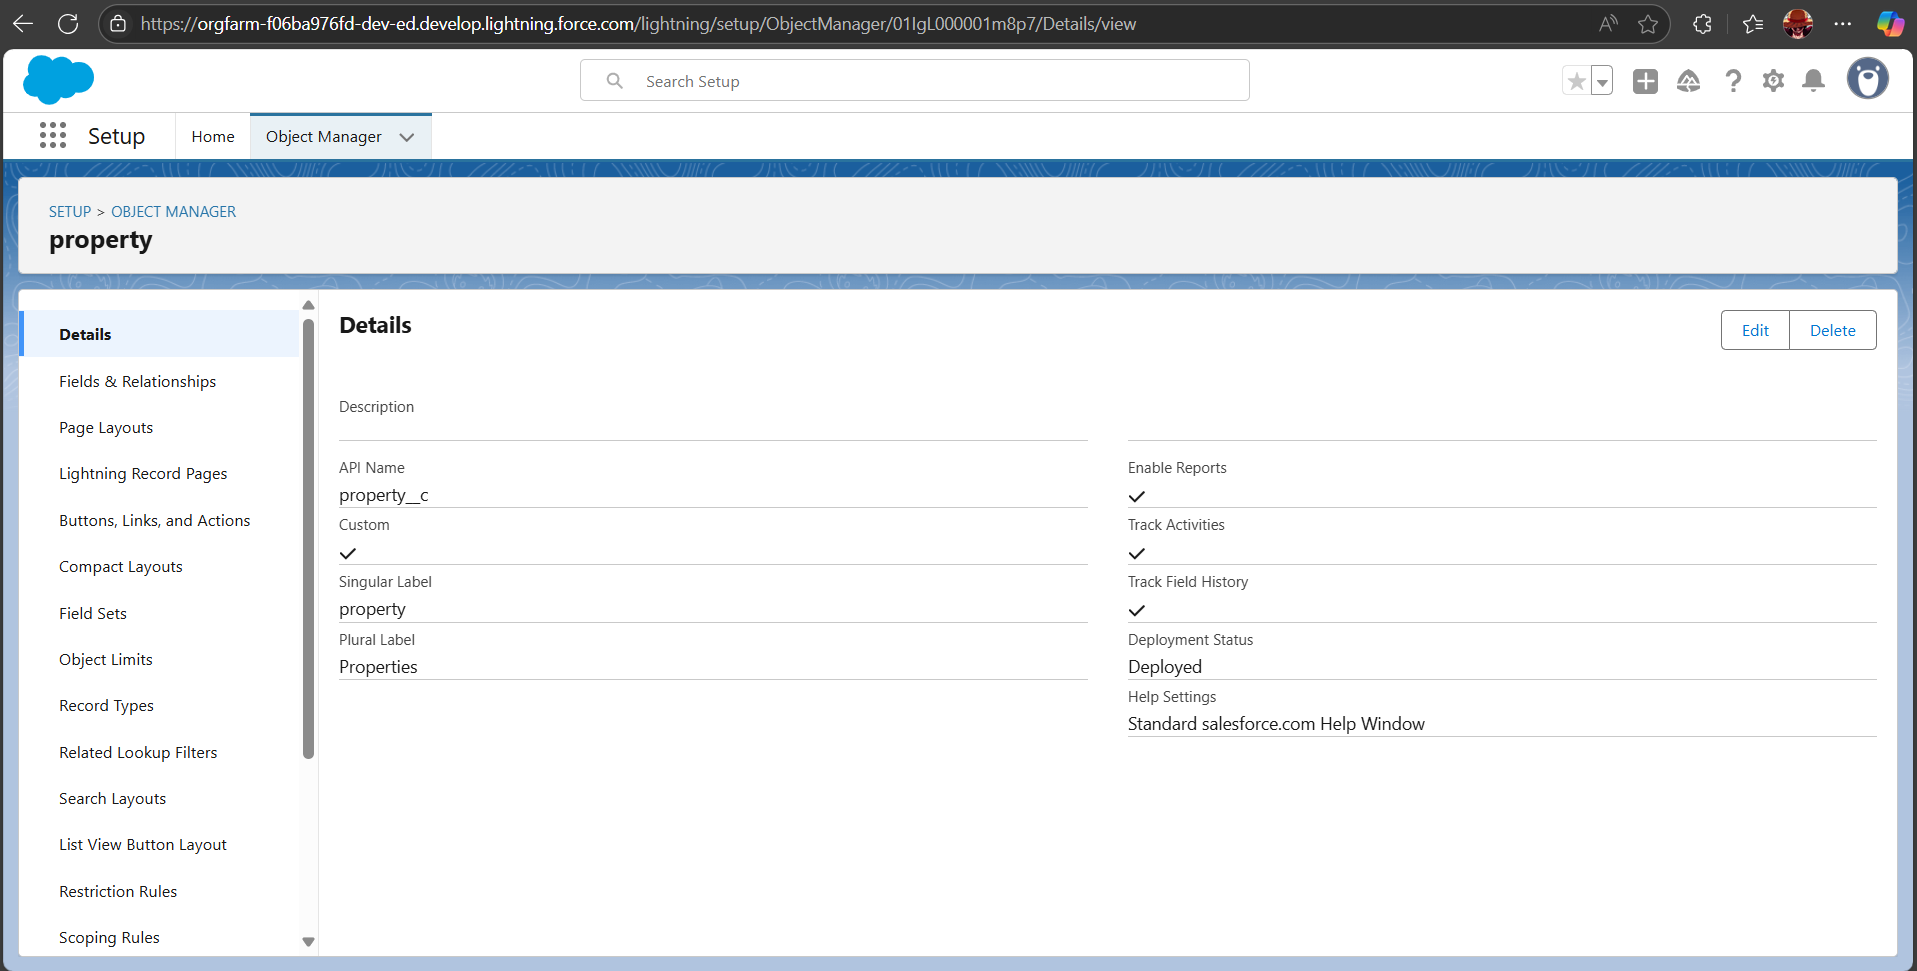 https://orgfarm-f06ba976fd-dev-ed.develop.lightning.force.com/lightning/setup/ObjectManager/01IgL000001m8p7/Details/view
Search Setup
Setup
Home
Object Manager
SETUP > OBJECT MANAGER
property
Details
Fields & Relationships
Page Layouts
Lightning Record Pages
Buttons, Links, and Actions
Compact Layouts
Field Sets
Object Limits
Record Types
Related Lookup Filters
Search Layouts
List View Button Layout
Restriction Rules
Scoping Rules
Details
Edit
Delete
Description
API Name
property__c
Custom
Singular Label
property
Plural Label
Properties
Enable Reports
Track Activities
Track Field History
Deployment Status
Deployed
Help Settings
Standard salesforce.com Help Window